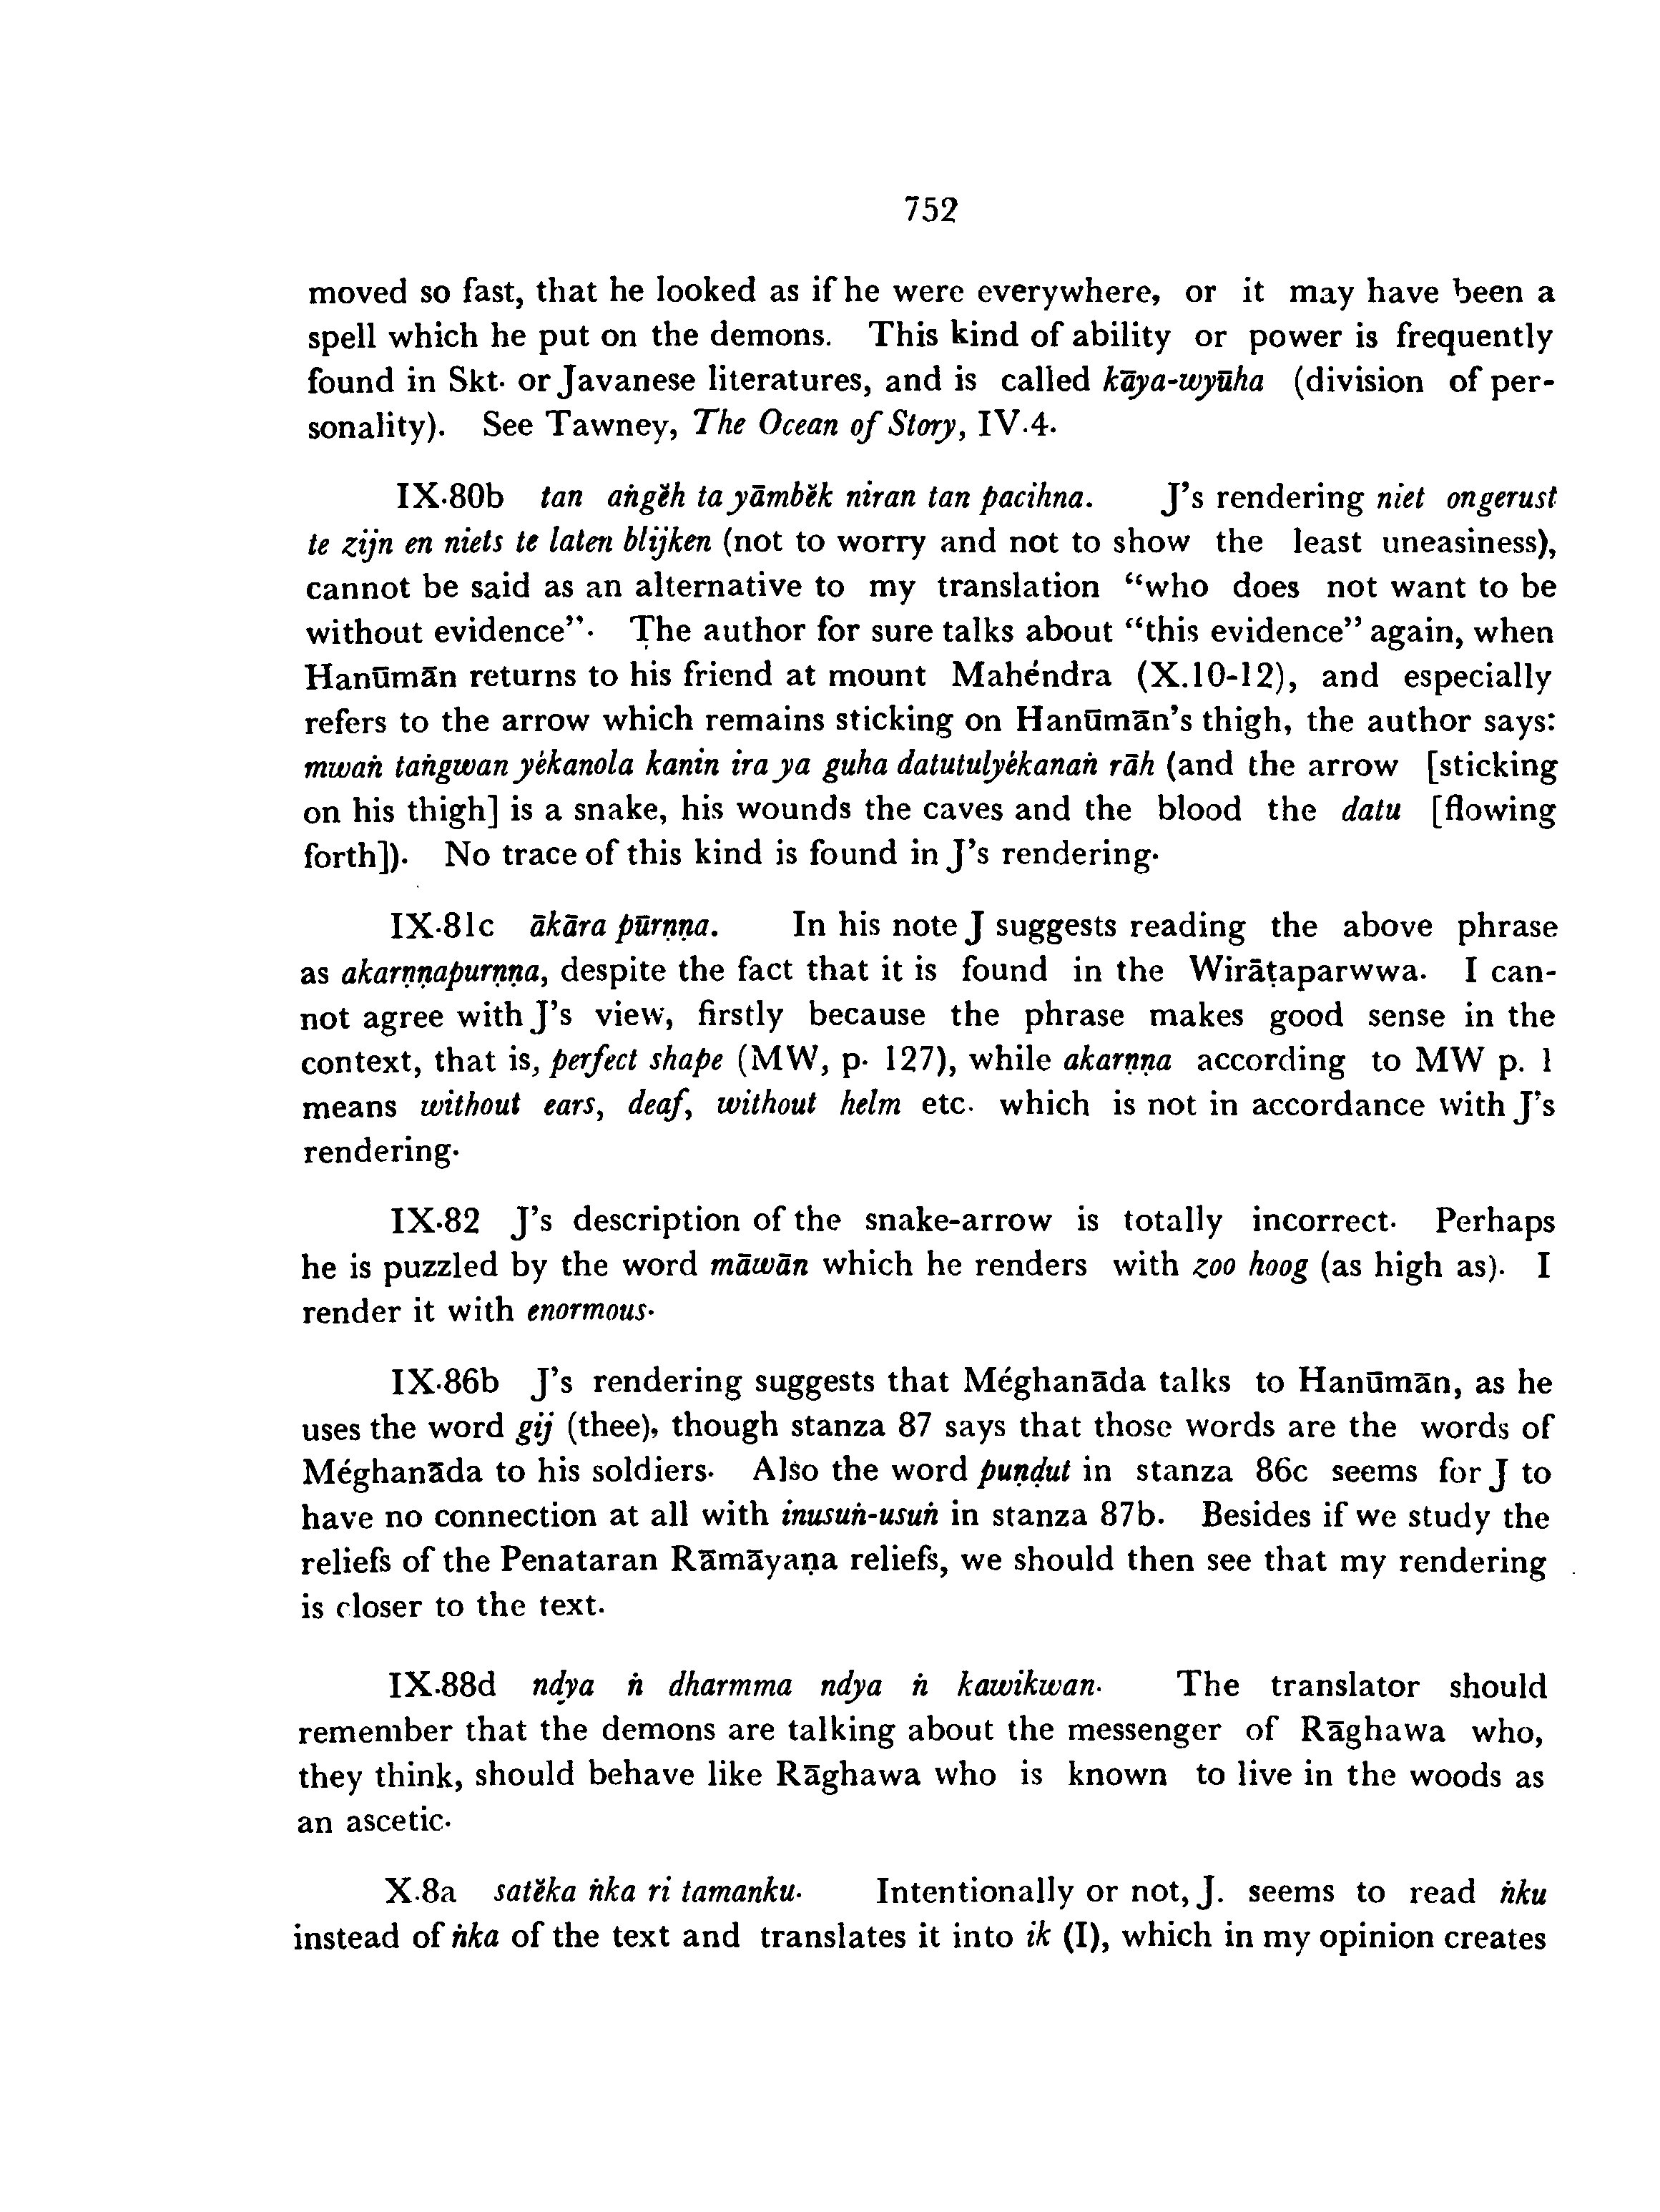 752
moved so fast, that he looked as if he were everywhere, or it may have been a
spell which he put on the demons. This kind of ability or power is frequently
found in Skt. or Javanese literatures, and is called kāya-wyūha (division of per-
sonality). See Tawney, The Ocean of Story, IV.4.
IX.80b tan aṅgĕh ta yāmbĕk niran tan pacihna. J’s rendering niet ongerust
te zijn en niets te laten blijken (not to worry and not to show the least uneasiness),
cannot be said as an alternative to my translation “who does not want to be
without evidence”. The author for sure talks about “this evidence” again, when
Hanūmān returns to his friend at mount Mahéndra (X.10-12), and especially
refers to the arrow which remains sticking on Hanūmān’s thigh, the author says:
mwaṅ taṅgwan yékanola kanin ira ya guha datutulyékanaṅ rāh (and the arrow [sticking
on his thigh] is a snake, his wounds the caves and the blood the datu [flowing
forth]). No trace of this kind is found in J’s rendering.
IX.81c ākāra pūrṇṇa. In his note J suggests reading the above phrase
as akarṇṇapurṇṇa, despite the fact that it is found in the Wirāṭaparwwa. I can-
not agree with J’s view, firstly because the phrase makes good sense in the
context, that is, perfect shape (MW, p. 127), while akarṇṇa according to MW p. 1
means without ears, deaf, without helm etc. which is not in accordance with J’s
rendering.
IX.82 J’s description of the snake-arrow is totally incorrect. Perhaps
he is puzzled by the word māwān which he renders with zoo hoog (as high as). I
render it with enormous.
IX.86b J’s rendering suggests that Méghanāda talks to Hanūmān, as he
uses the word gij (thee), though stanza 87 says that those words are the words of
Méghanāda to his soldiers. Also the word puṇḍut in stanza 86c seems for J to
have no connection at all with inusuṅ-usuṅ in stanza 87b. Besides if we study the
reliefs of the Penataran Rāmāyaṇa reliefs, we should then see that my rendering
is closer to the text.
IX.88d ndya ṅ dharmma ndya ṅ kawikwan. The translator should
remember that the demons are talking about the messenger of Rāghawa who,
they think, should behave like Rāghawa who is known to live in the woods as
an ascetic.
X.8a satĕka ṅka ri tamanku. Intentionally or not, J. seems to read ṅku
instead of ṅka of the text and translates it into ik (I), which in my opinion creates